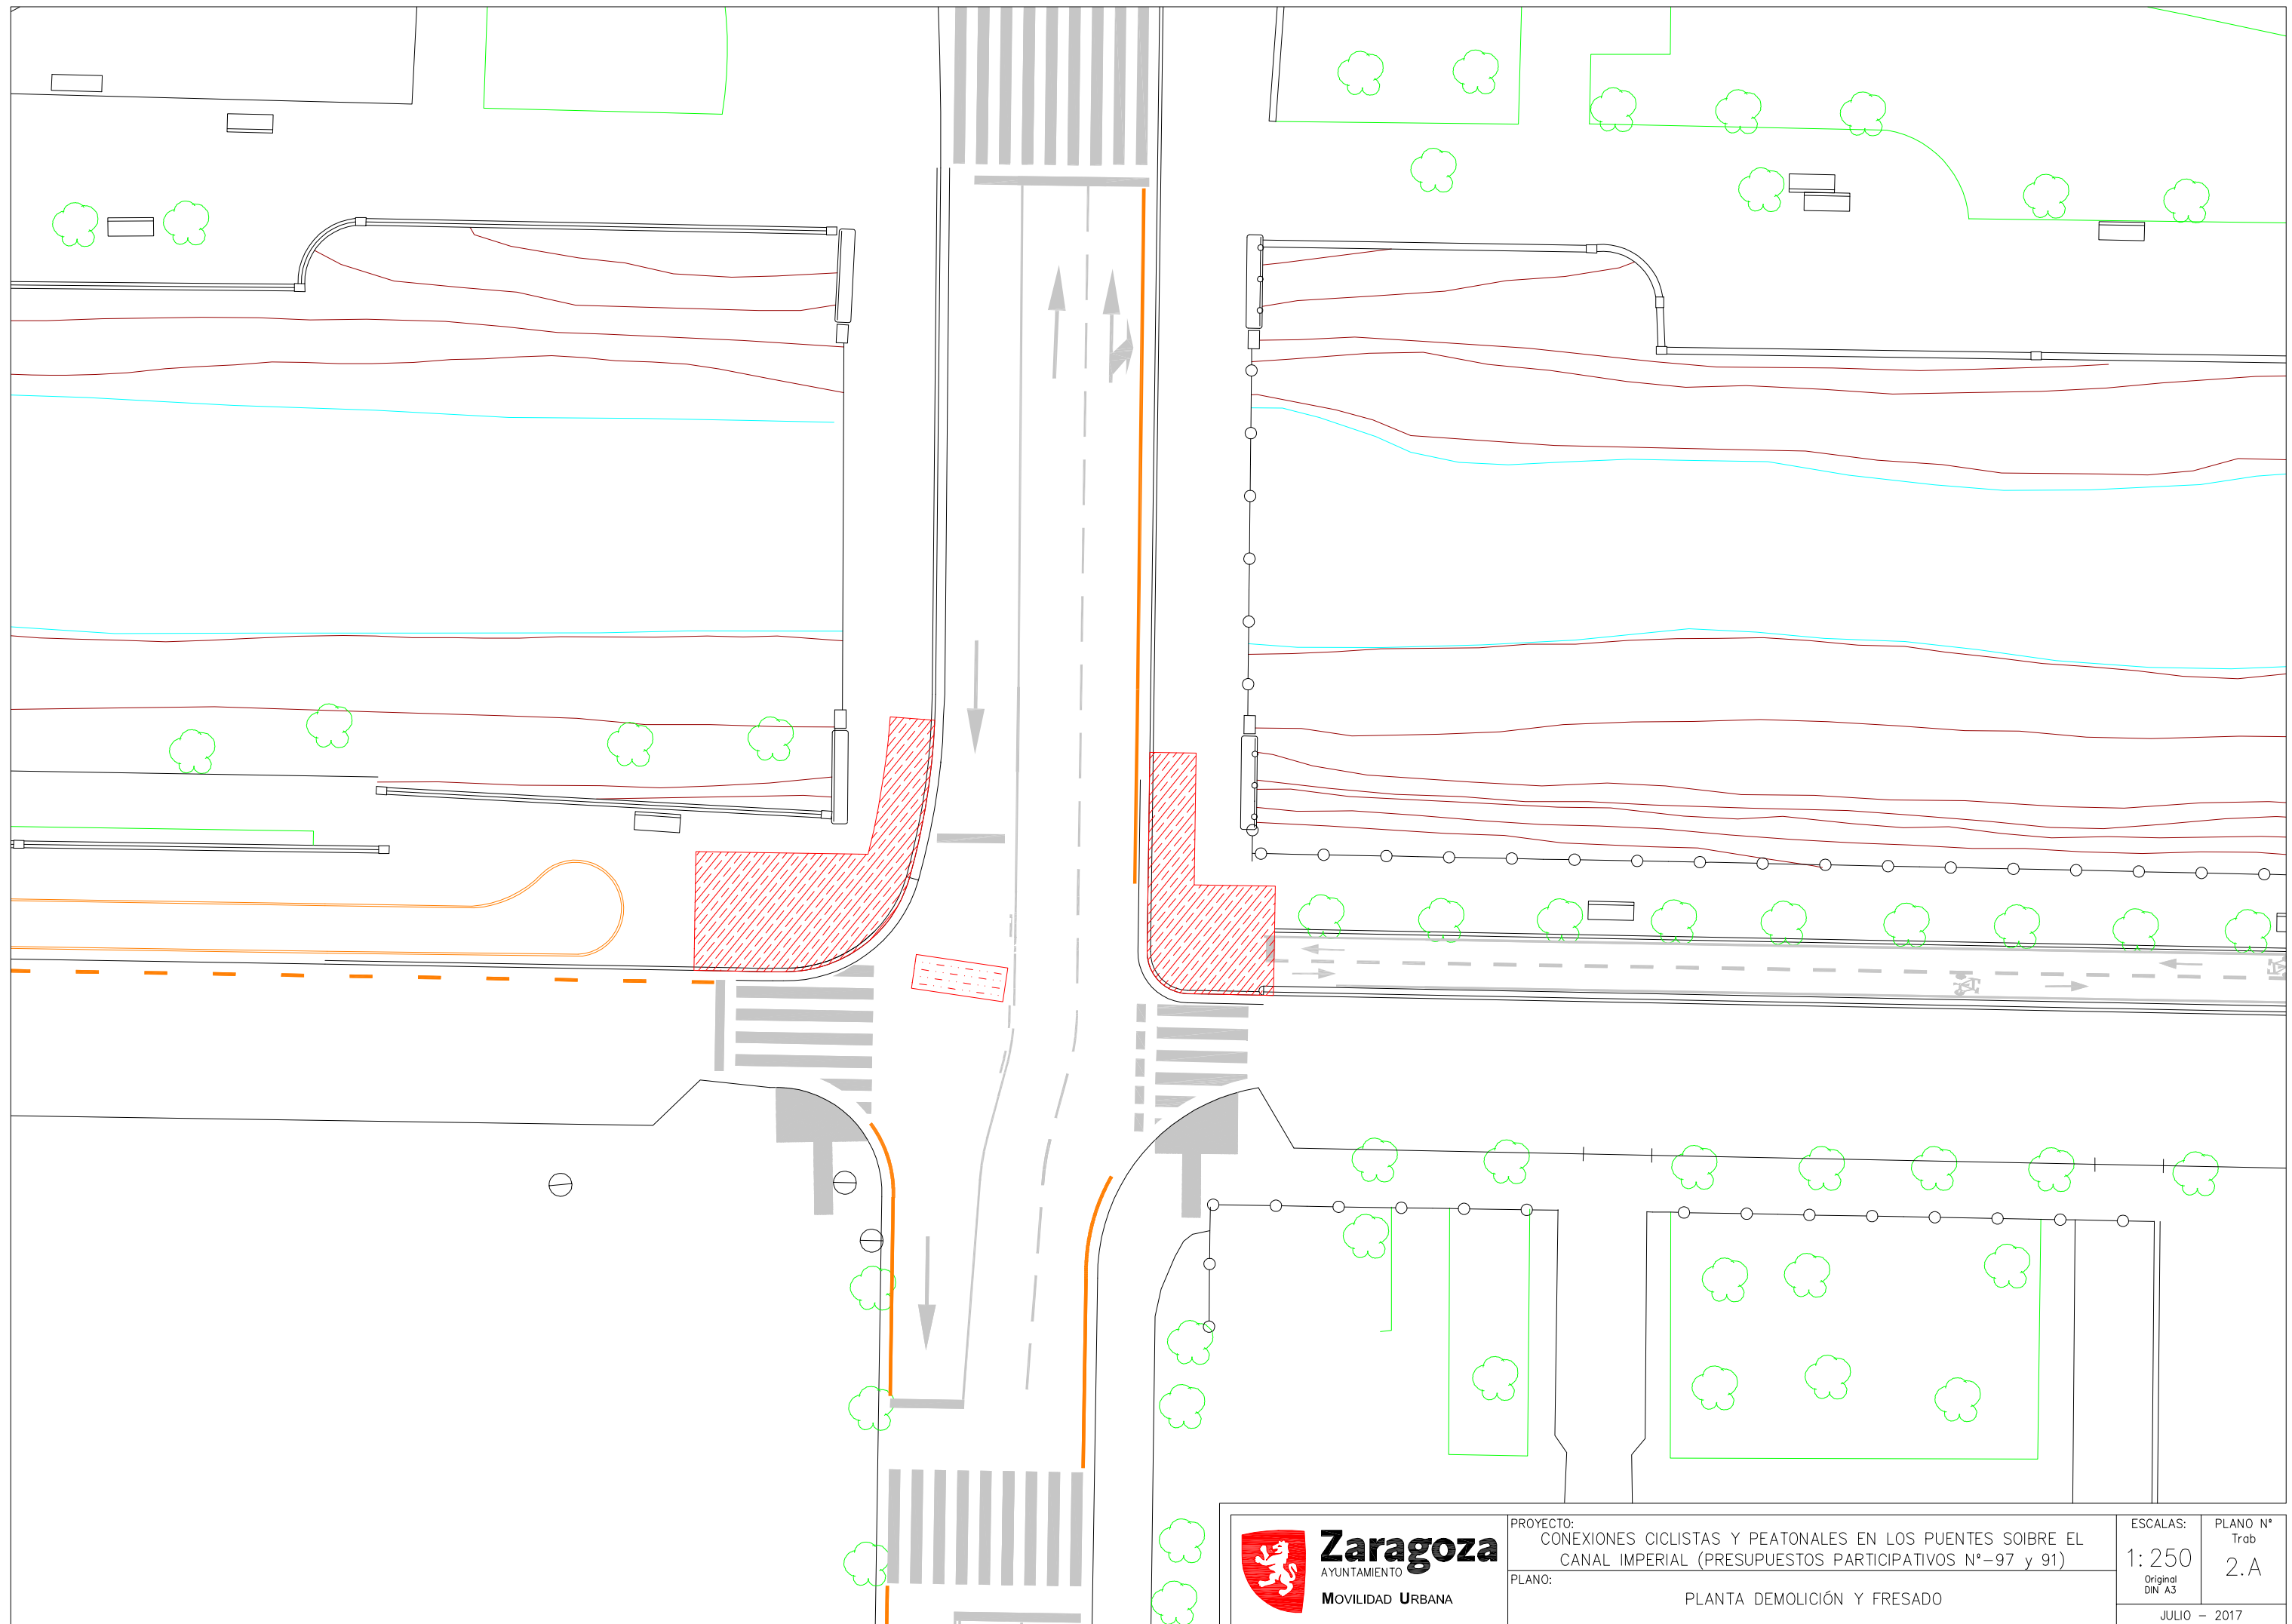 Zaragoza
AYUNTAMIENTO
MOVILIDAD URBANA
PROYECTO:
CONEXIONES CICLISTAS Y PEATONALES EN LOS PUENTES SOIBRE EL
CANAL IMPERIAL (PRESUPUESTOS PARTICIPATIVOS Nº-97 y 91)
PLANO:
PLANTA DEMOLICIÓN Y FRESADO
ESCALAS:
1:250
Original
DIN A3
PLANO Nº
Trab
2.A
JULIO - 2017